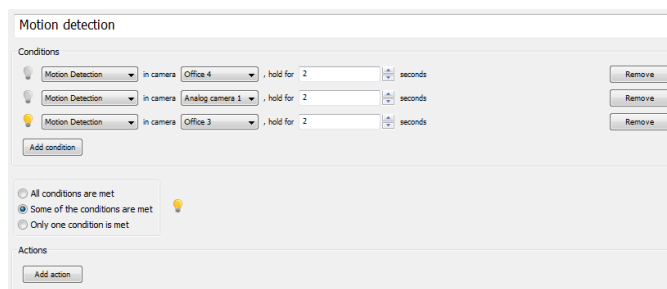 Motion detection
Conditions
Motion Detection in camera Office 4 , hold for 2 seconds Remove
Motion Detection in camera Analog camera 1 , hold for 2 seconds Remove
Motion Detection in camera Office 3 , hold for 2 seconds Remove
Add condition
All conditions are met
Some of the conditions are met
Only one condition is met
Actions
Add action